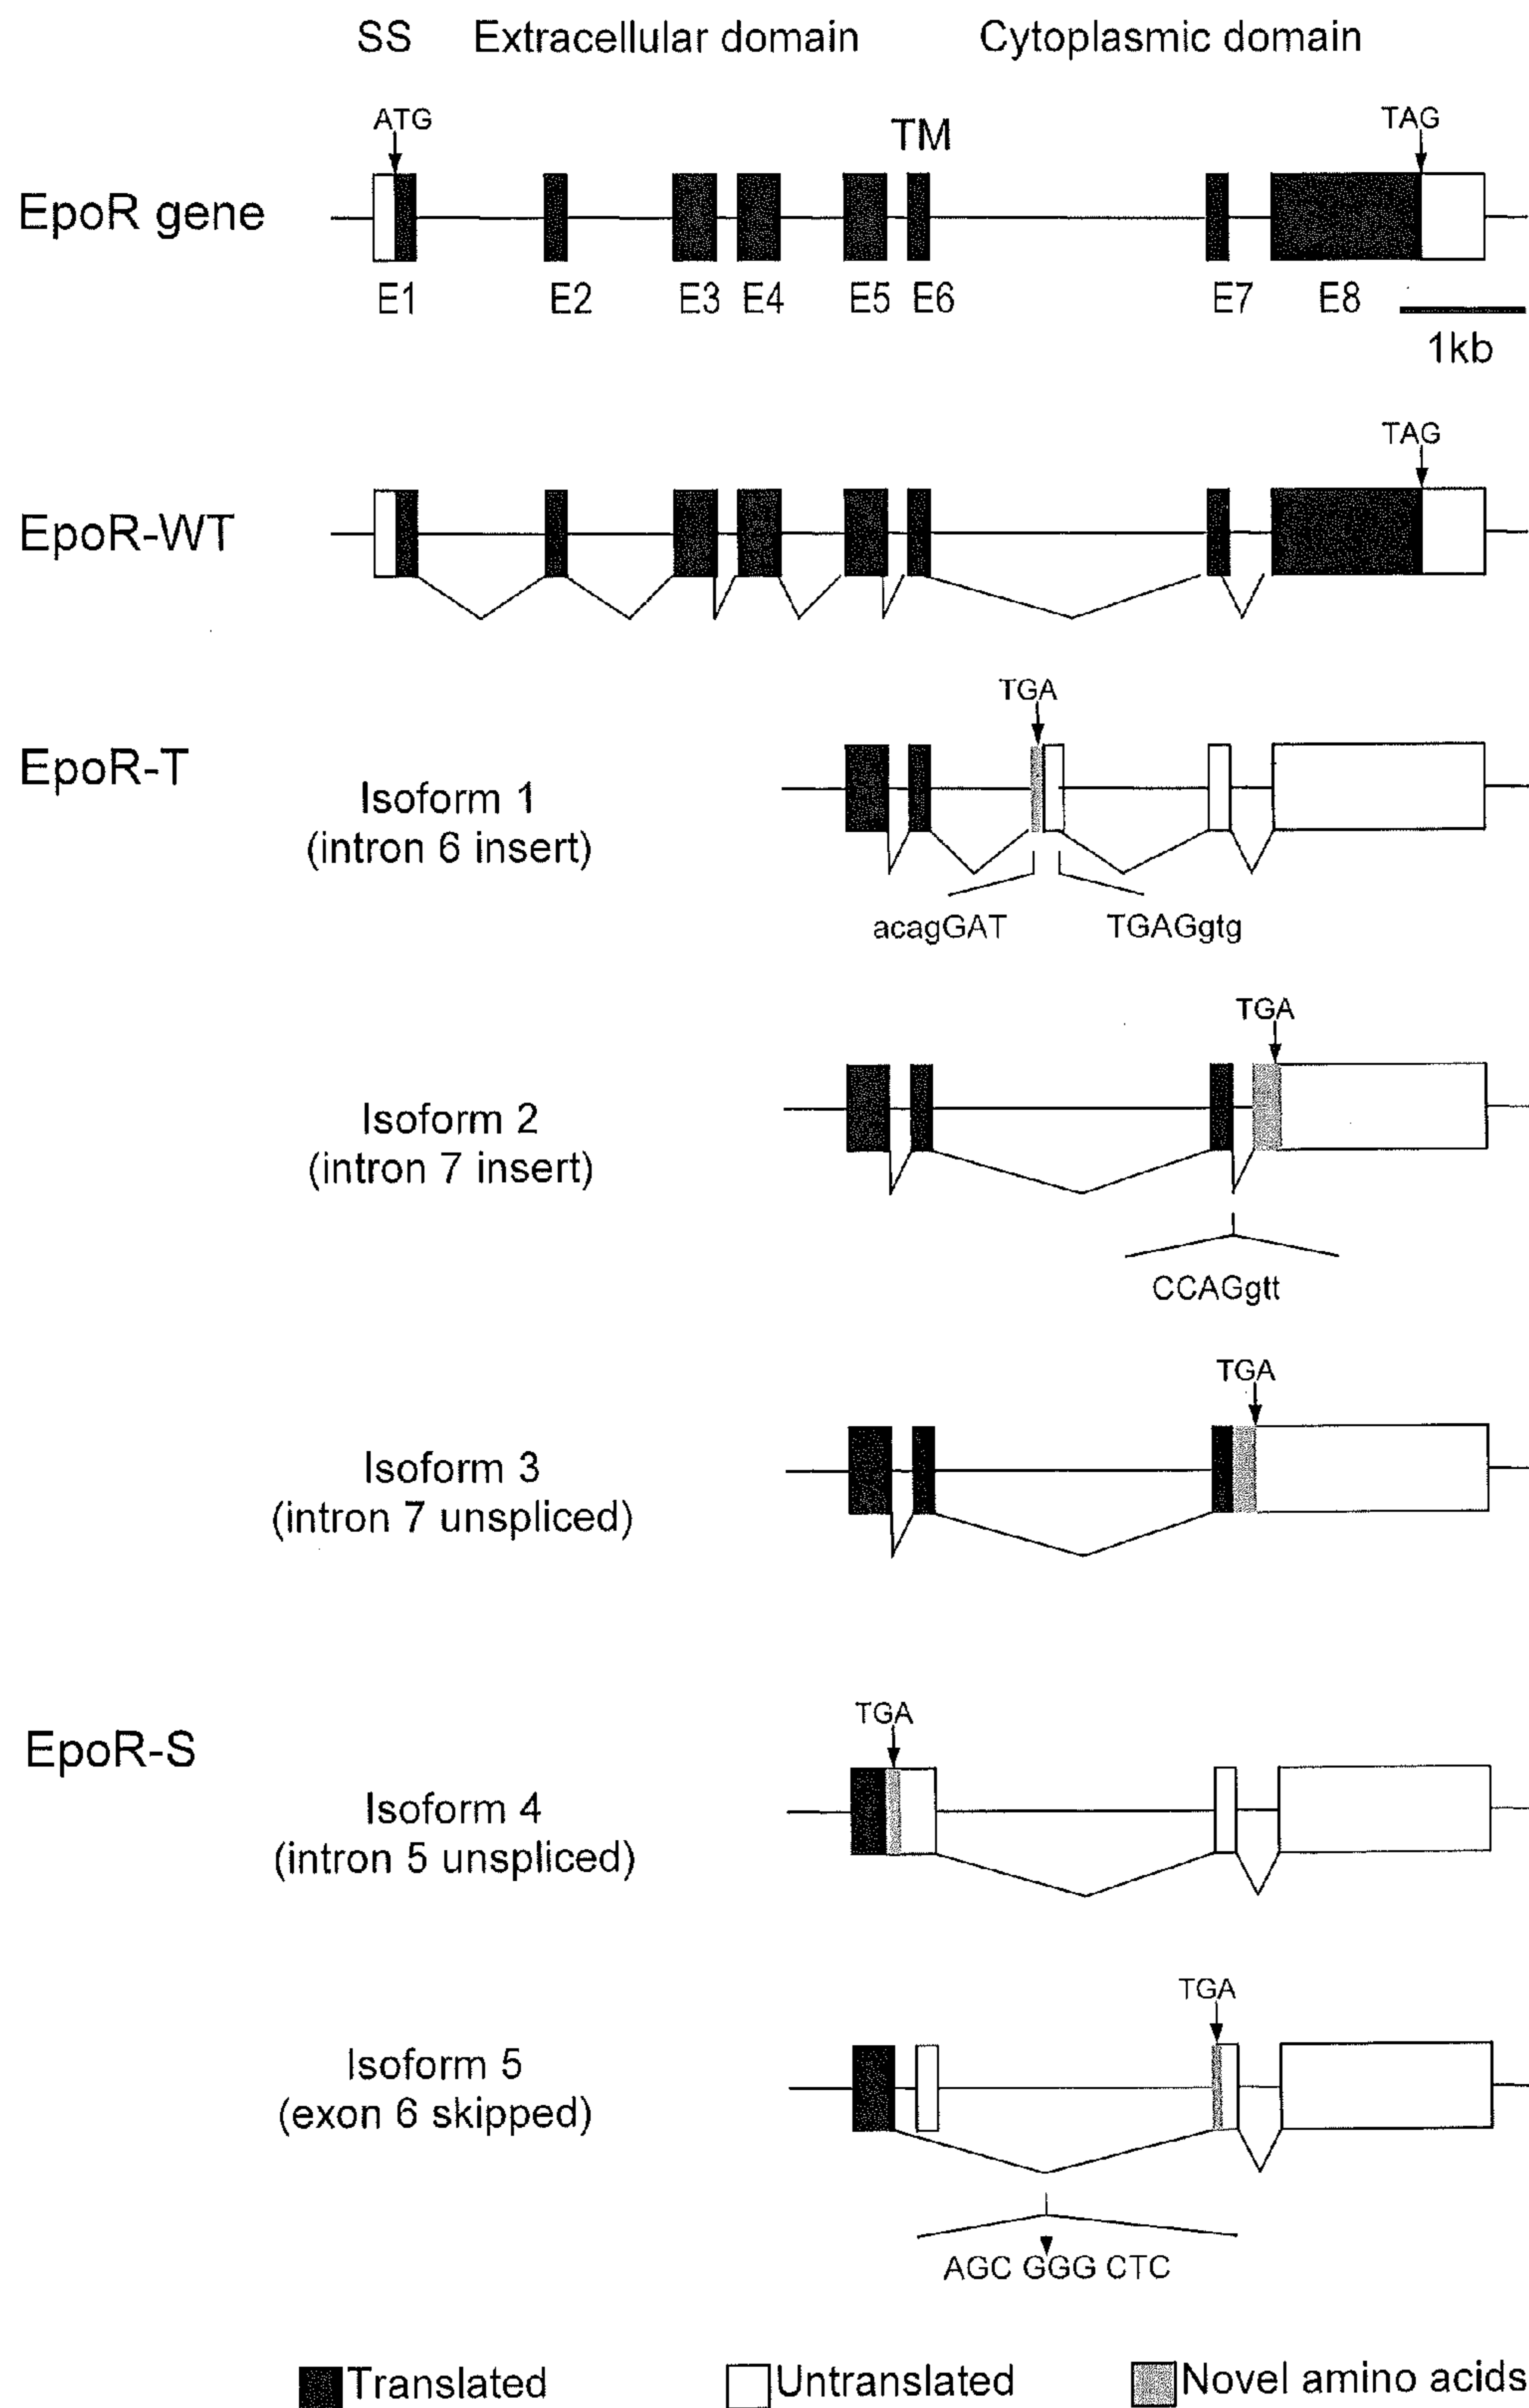 SS Extracellular domain Cytoplasmic domain
ATG TM TAG
EpoR gene
E1 E2 E3 E4 E5 E6 E7 E8
1kb
TAG
EpoR-WT
TGA
EpoR-T
Isoform 1
(intron 6 insert)
acagGAT TGAGgtg
TGA
Isoform 2
(intron 7 insert)
CCAGgtt
TGA
Isoform 3
(intron 7 unspliced)
TGA
EpoR-S
Isoform 4
(intron 5 unspliced)
TGA
Isoform 5
(exon 6 skipped)
AGC GGG CTC
Translated Untranslated Novel amino acids